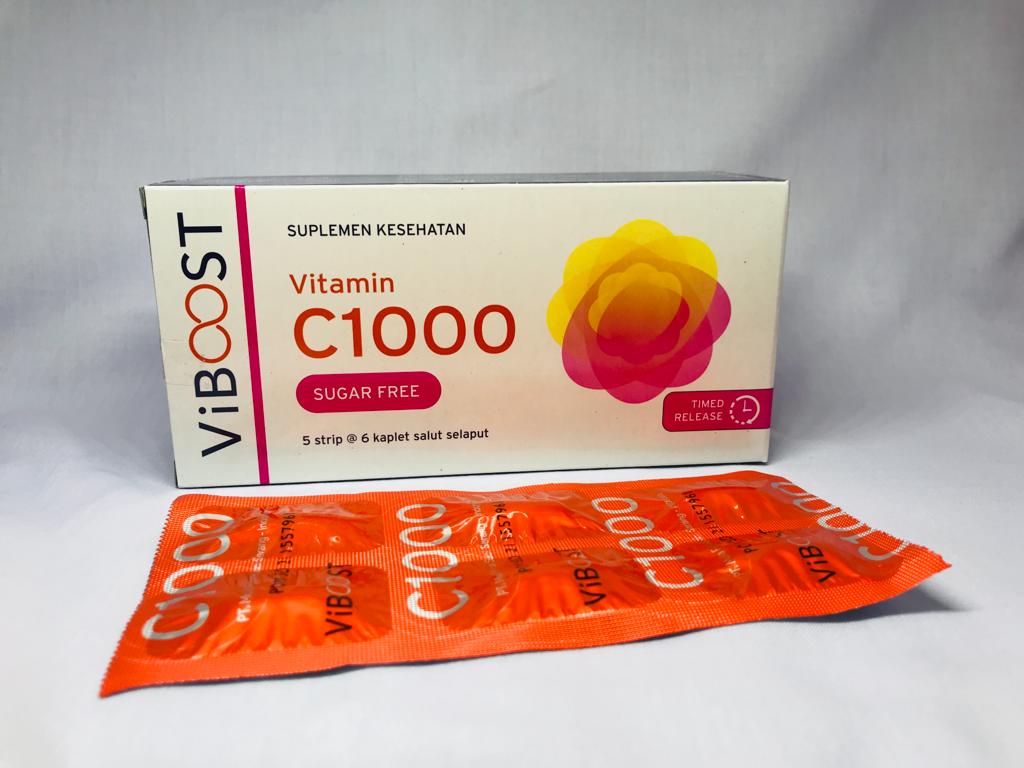 ViBOOST
SUPLEMEN KESEHATAN
Vitamin
C1000
SUGAR FREE
5 strip @ 6 kaplet salut selaput
TIMED
RELEASE
C1000
ViBOOST
C1000
ViBOOST
C1000
ViBOOST
C1000